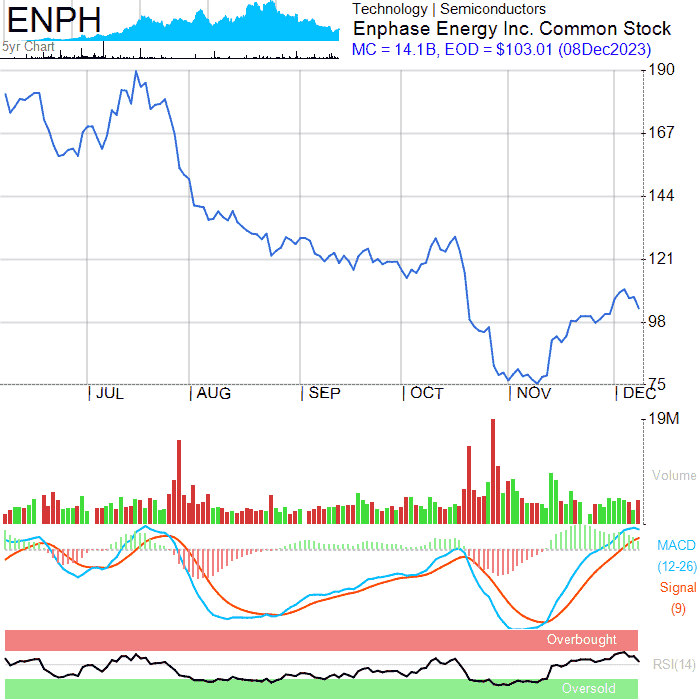 ENPH
5yr Chart
Technology | Semiconductors
Enphase Energy Inc. Common Stock
MC = 14.1B, EOD = $103.01 (08Dec2023)
190
167
144
121
98
75
JUL AUG SEP OCT NOV DEC
19M
Volume
MACD
(12-26)
Signal
(9)
Overbought
RSI(14)
Oversold